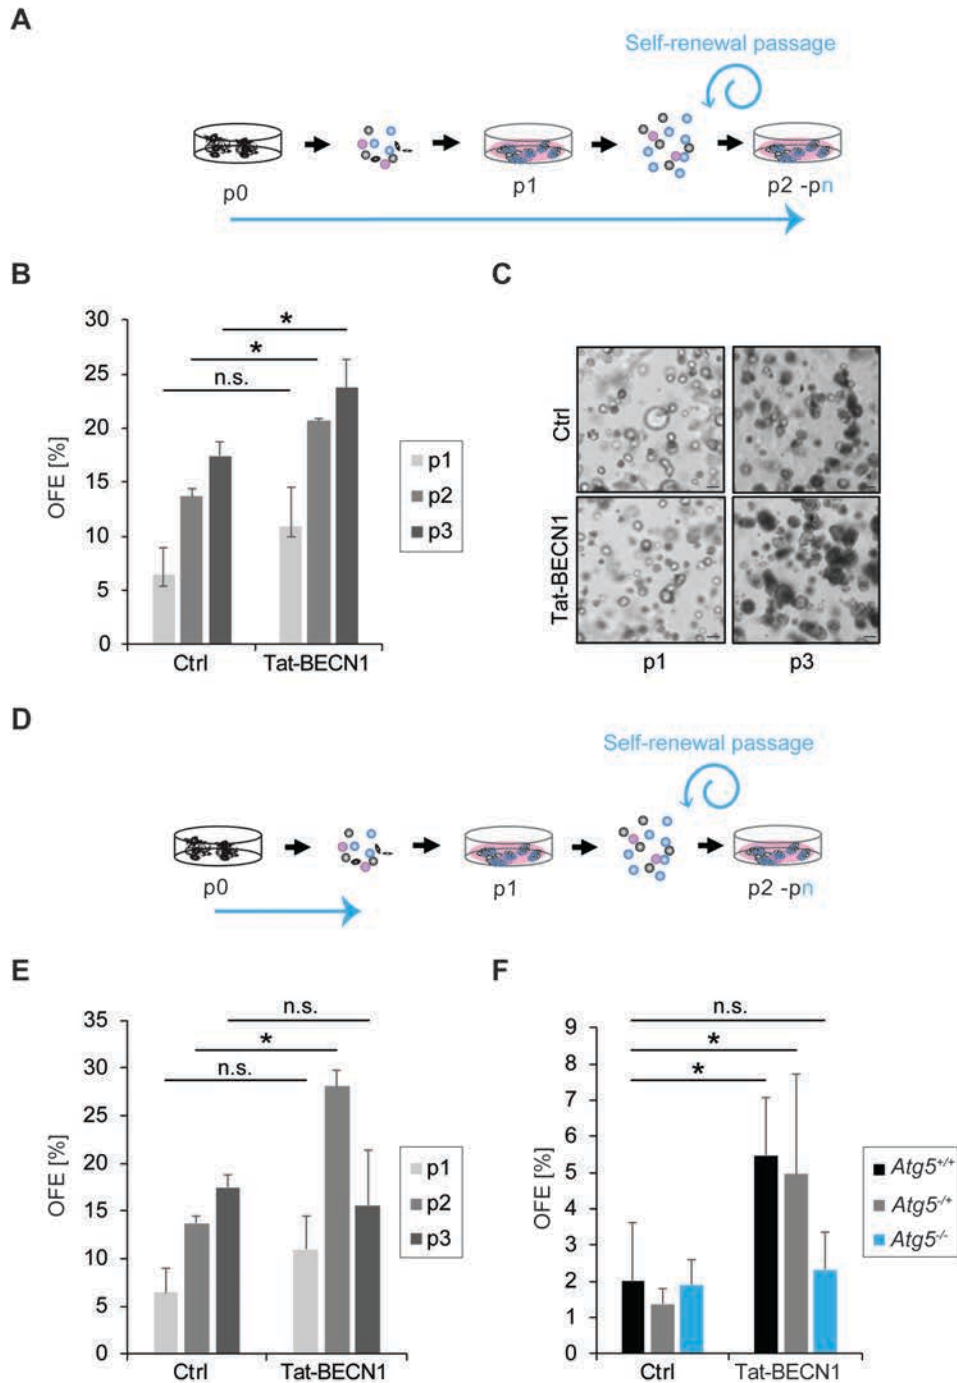 A
Self-renewal passage
p0
p1
p2 -pn
B
C
30
25
20
15
10
5
0
OFE [%]
*
*
n.s.
p1
p2
p3
Ctrl
Tat-BECN1
Ctrl
Tat-BECN1
p1
p3
D
Self-renewal passage
p0
p1
p2 -pn
E
F
35
30
25
20
15
10
5
0
OFE [%]
n.s.
*
n.s.
p1
p2
p3
Ctrl
Tat-BECN1
9
8
7
6
5
4
3
2
1
0
OFE [%]
n.s.
*
*
Atg5+/+
Atg5-/+
Atg5-/-
Ctrl
Tat-BECN1